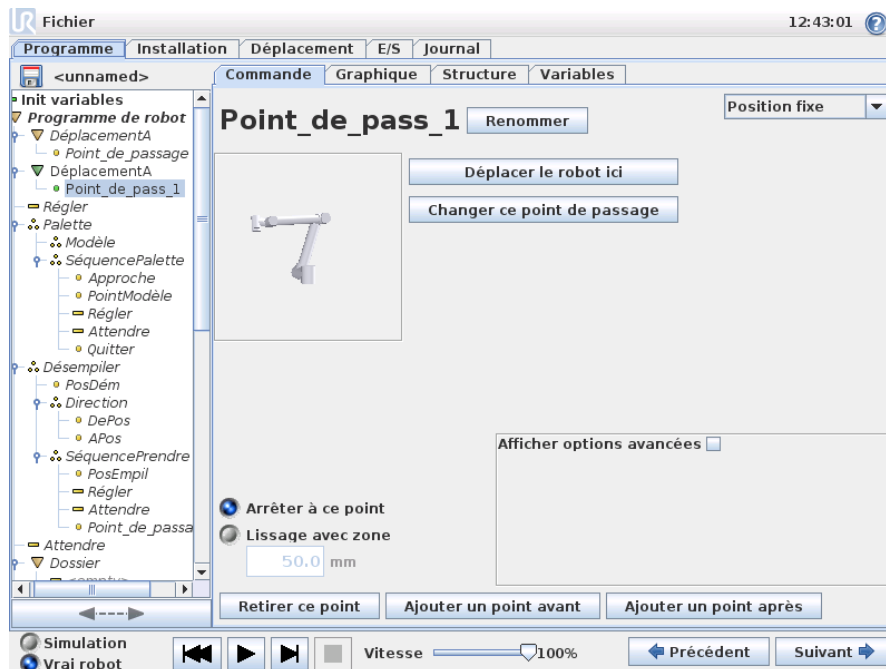 UR Fichier 12:43:01 ?
Programme Installation Déplacement E/S Journal
<unnamed>
Commande Graphique Structure Variables
Init variables
Programme de robot
DéplacementA
Point_de_passage
DéplacementA
Point_de_pass_1
Régler
Palette
Modèle
SéquencePalette
Approche
PointModèle
Régler
Attendre
Quitter
Désempiler
PosDém
Direction
DePos
APos
SéquencePrendre
PosEmpil
Régler
Attendre
Point_de_passa
Attendre
Dossier
<empty>
Point_de_pass_1 Renommer
Position fixe
Déplacer le robot ici
Changer ce point de passage
Afficher options avancées
Arrêter à ce point
Lissage avec zone
50.0 mm
Retirer ce point Ajouter un point avant Ajouter un point après
Simulation
Vrai robot
Vitesse 100%
Précédent Suivant